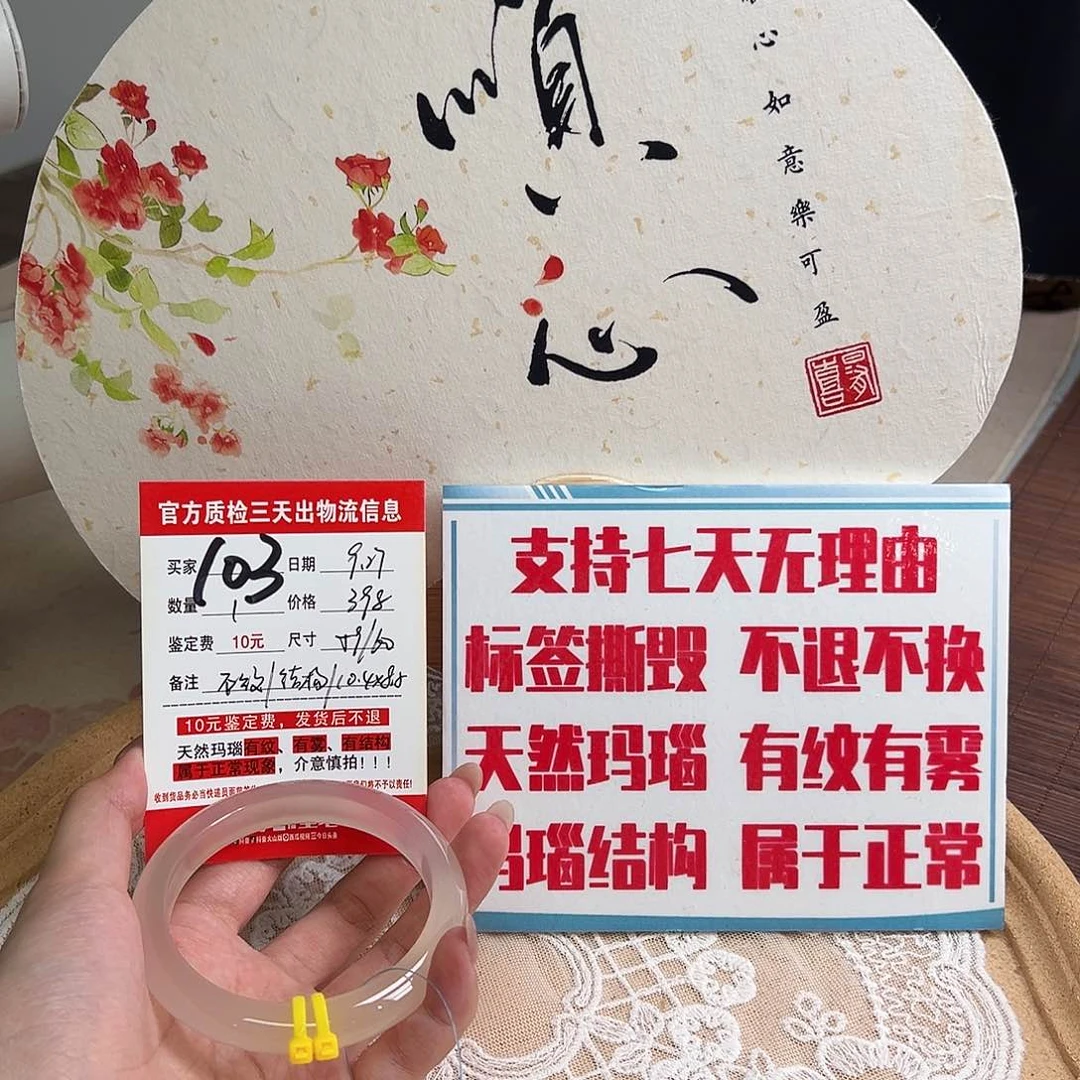 順
心
心如意樂可盈
官方质检三天出物流信息
买家 103 日期 9.27
数量 1 价格 398
鉴定费 10元 尺寸
备注
10元鉴定费，发货后不退
天然玛瑙有纹、有雾、有结构
属于正常现象，介意慎拍！！！
支持七天无理由
标签撕毁 不退不换
天然玛瑙 有纹有雾
玛瑙结构 属于正常